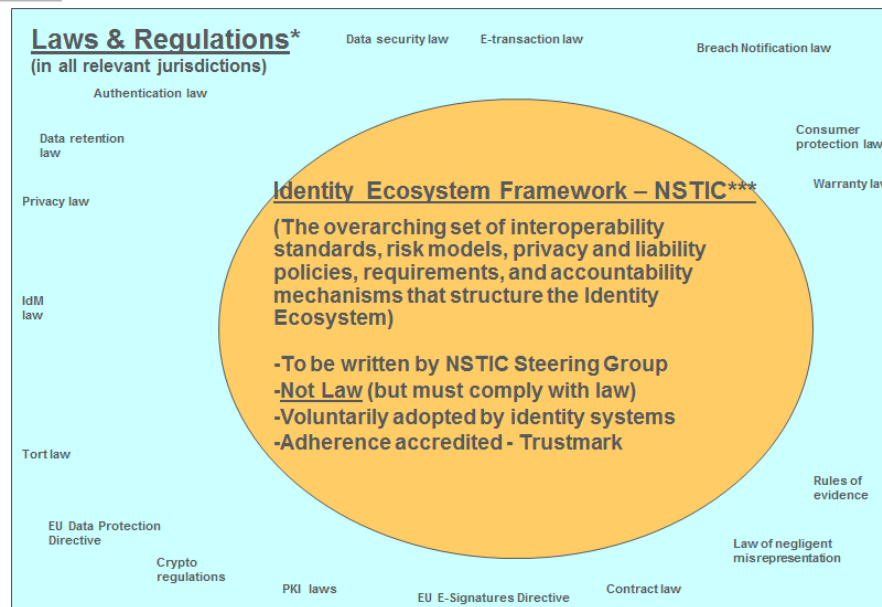 Laws & Regulations*
(in all relevant jurisdictions)
Data security law
E-transaction law
Breach Notification law
Authentication law
Data retention
law
Consumer
protection law
Privacy law
Warranty law
Identity Ecosystem Framework – NSTIC***
(The overarching set of interoperability
standards, risk models, privacy and liability
policies, requirements, and accountability
mechanisms that structure the Identity
Ecosystem)
IdM
law
-To be written by NSTIC Steering Group
-Not Law (but must comply with law)
-Voluntarily adopted by identity systems
-Adherence accredited - Trustmark
Tort law
Rules of
evidence
EU Data Protection
Directive
Law of negligent
misrepresentation
Crypto
regulations
PKI laws
EU E-Signatures Directive
Contract law